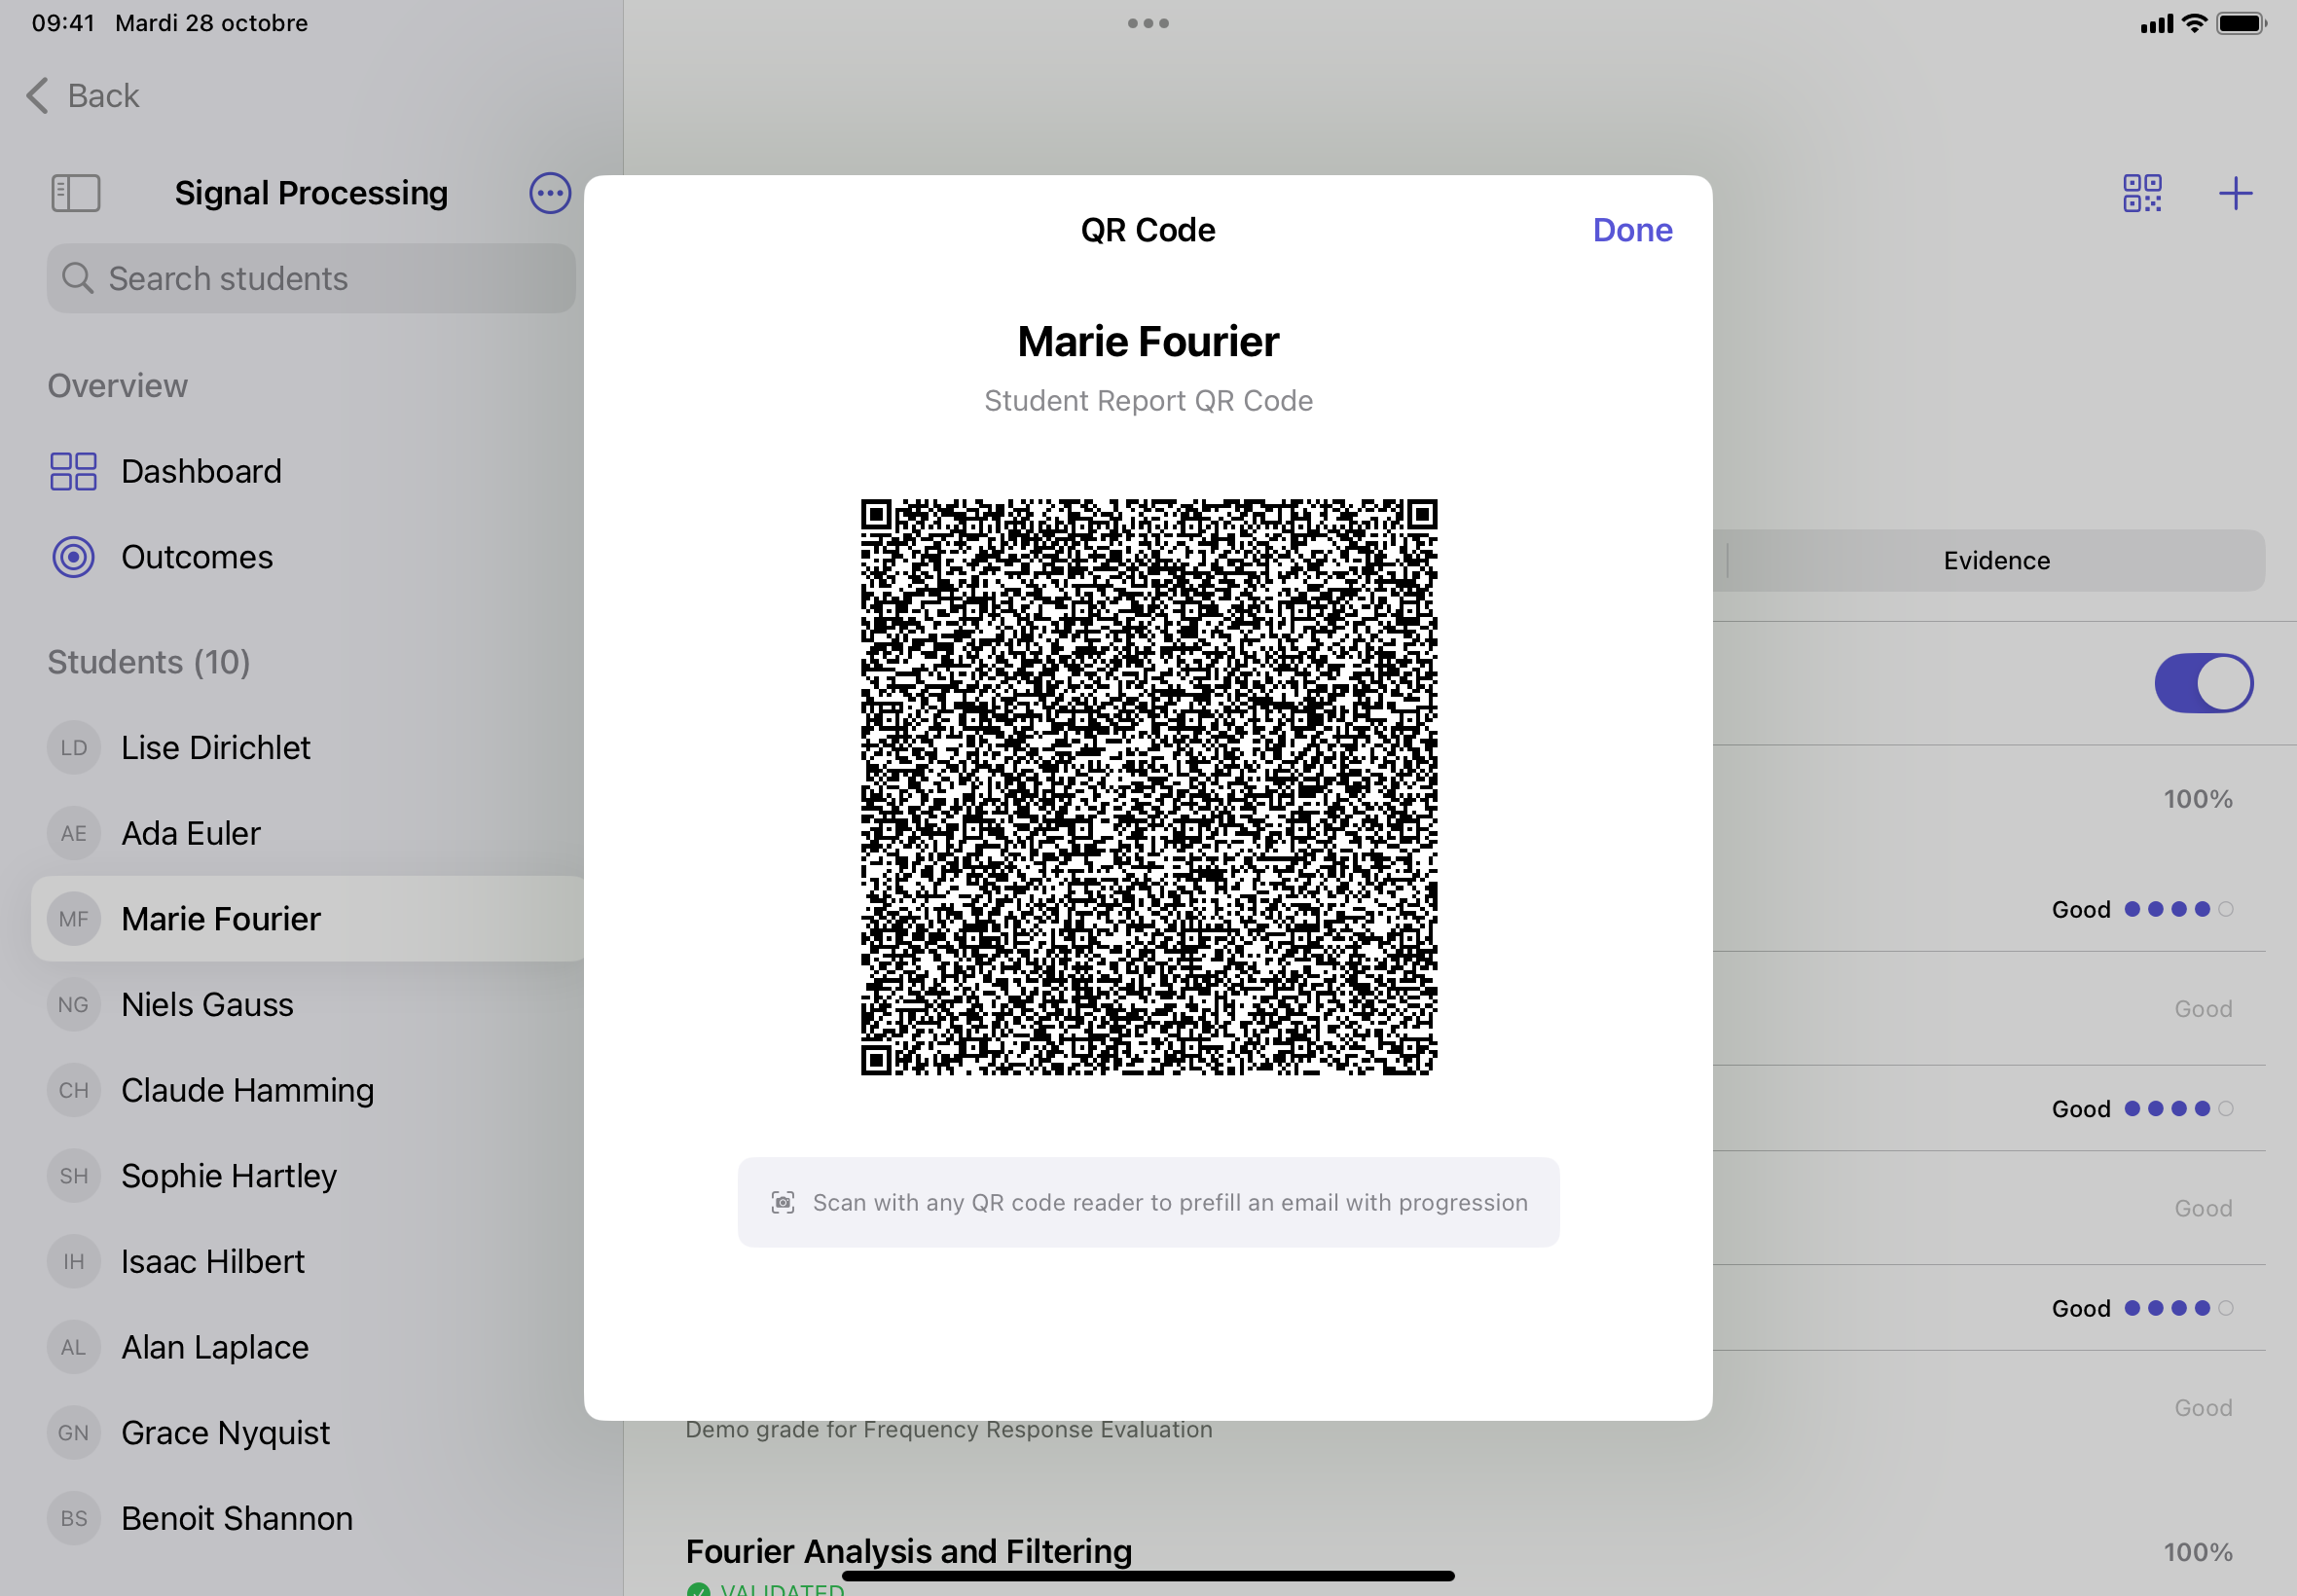 09:41 Mardi 28 octobre
Back
Signal Processing
Search students
Overview
Dashboard
Outcomes
Students (10)
LD Lise Dirichlet
AE Ada Euler
MF Marie Fourier
NG Niels Gauss
CH Claude Hamming
SH Sophie Hartley
IH Isaac Hilbert
AL Alan Laplace
GN Grace Nyquist
BS Benoit Shannon
QR Code
Done
Marie Fourier
Student Report QR Code
Scan with any QR code reader to prefill an email with progression
Evidence
100%
Good
Good
Good
Good
Good
Good
Demo grade for Frequency Response Evaluation
Fourier Analysis and Filtering
100%
VALIDATED